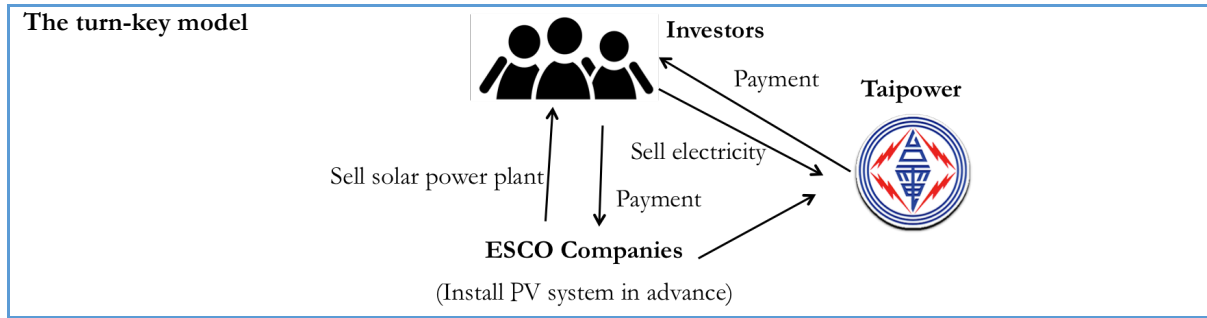 The turn-key model
Investors
Payment
Taipower
Sell electricity
Sell solar power plant
Payment
ESCO Companies
(Install PV system in advance)